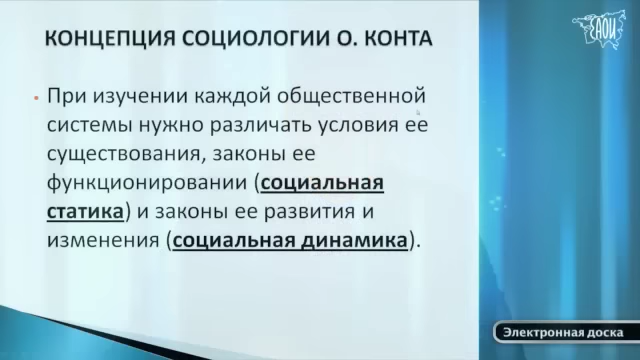 ЕАОИ
КОНЦЕПЦИЯ СОЦИОЛОГИИ О. КОНТА
При изучении каждой общественной
системы нужно различать условия ее
существования, законы ее
функционировании (социальная
статика) и законы ее развития и
изменения (социальная динамика).
Электронная доска